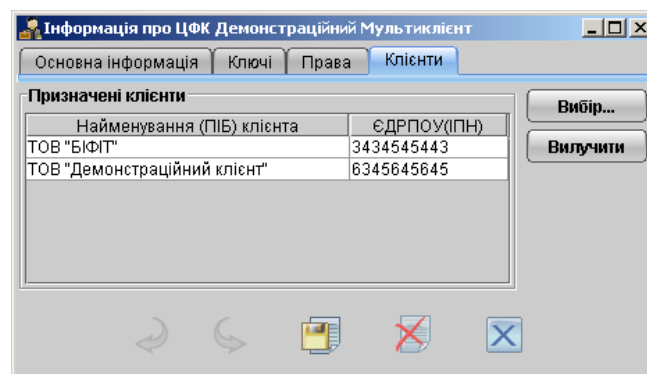 Інформація про ЦФК Демонстраційний Мультиклієнт
Основна інформація Ключі Права Клієнти
Призначені клієнти
Вибір...
Найменування (ПІБ) клієнта ЄДРПОУ(ІПН)
Вилучити
ТОВ "БІФІТ" 3434545443
ТОВ "Демонстраційний клієнт" 6345645645